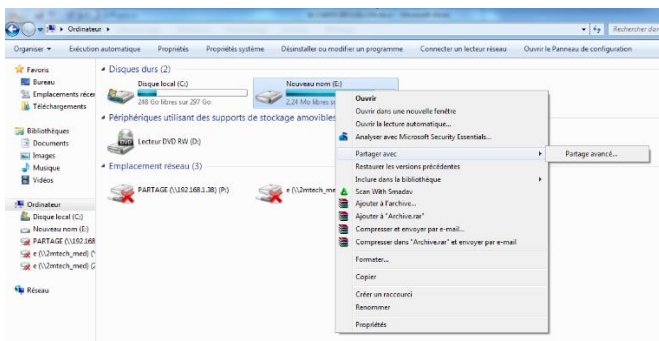 Ordinateur
Rechercher dan
Organiser
Exécution automatique
Propriétés
Propriétés système
Désinstaller ou modifier un programme
Connecter un lecteur réseau
Ouvrir le Panneau de configuration
Favoris
Bureau
Emplacements récen
Téléchargements
Bibliothèques
Documents
Images
Musique
Vidéos
Ordinateur
Disque local (C:)
Nouveau nom (E:)
PARTAGE (\\192.168
e (\\2mtech_med) (
e (\\2mtech_med) (
Réseau
Disques durs (2)
Disque local (C:)
248 Go libres sur 297 Go
Nouveau nom (E:)
2,24 Mo libres su
Périphériques utilisant des supports de stockage amovibles
Lecteur DVD RW (D:)
Emplacement réseau (3)
PARTAGE (\\192.168.1.38) (P:)
e (\\2mtech_me
Ouvrir
Ouvrir dans une nouvelle fenêtre
Ouvrir la lecture automatique...
Analyser avec Microsoft Security Essentials...
Partager avec
Partage avancé...
Restaurer les versions précédentes
Inclure dans la bibliothèque
Scan With Smadav
Ajouter à l'archive...
Ajouter à "Archive.rar"
Compresser et envoyer par e-mail...
Compresser dans "Archive.rar" et envoyer par e-mail
Formater...
Copier
Créer un raccourci
Renommer
Propriétés